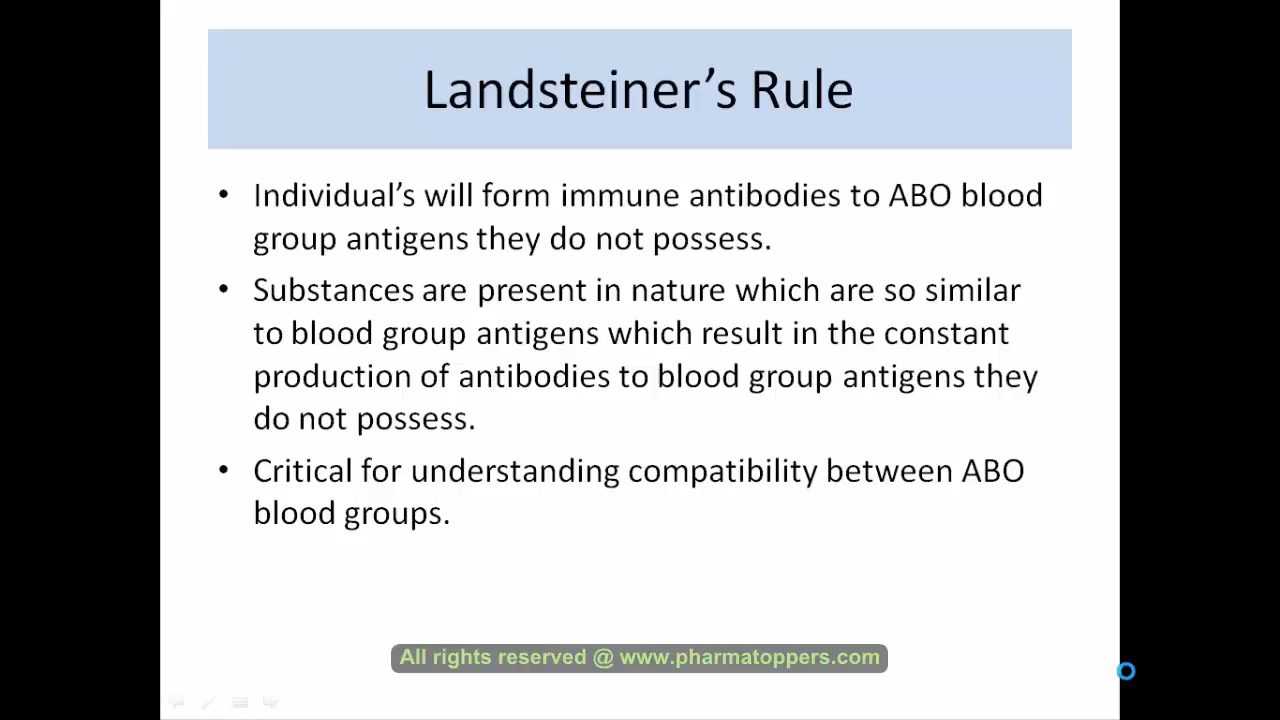 Landsteiner’s Rule
• Individual’s will form immune antibodies to ABO blood
group antigens they do not possess.
• Substances are present in nature which are so similar
to blood group antigens which result in the constant
production of antibodies to blood group antigens they
do not possess.
• Critical for understanding compatibility between ABO
blood groups.
All rights reserved @ www.pharmatoppers.com